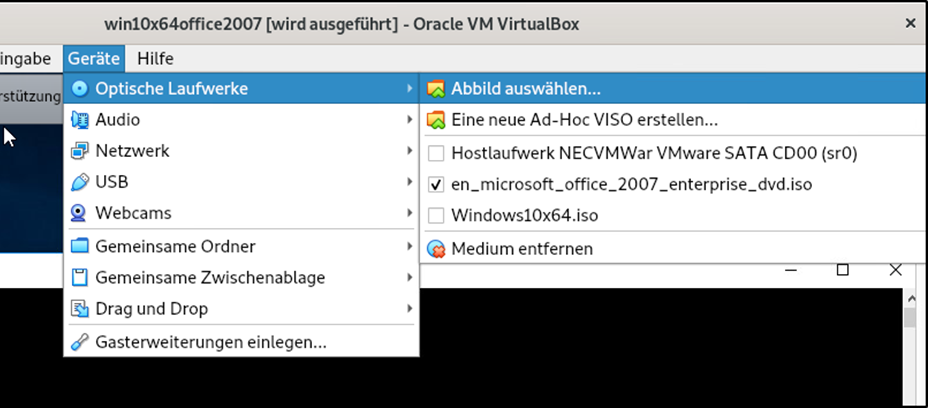 win10x64office2007 [wird ausgeführt] - Oracle VM VirtualBox
ingabe Geräte Hilfe
rstützung
Optische Laufwerke
Audio
Netzwerk
USB
Webcams
Gemeinsame Ordner
Gemeinsame Zwischenablage
Drag und Drop
Gasterweiterungen einlegen...
Abbild auswählen...
Eine neue Ad-Hoc VISO erstellen...
Hostlaufwerk NECVMWar VMware SATA CD00 (sr0)
en_microsoft_office_2007_enterprise_dvd.iso
Windows10x64.iso
Medium entfernen